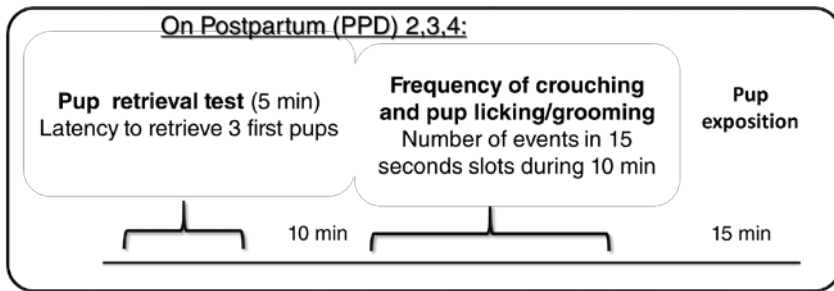 On Postpartum (PPD) 2,3,4:
Pup retrieval test (5 min)
Latency to retrieve 3 first pups
Frequency of crouching
and pup licking/grooming
Number of events in 15
seconds slots during 10 min
Pup
exposition
10 min
15 min